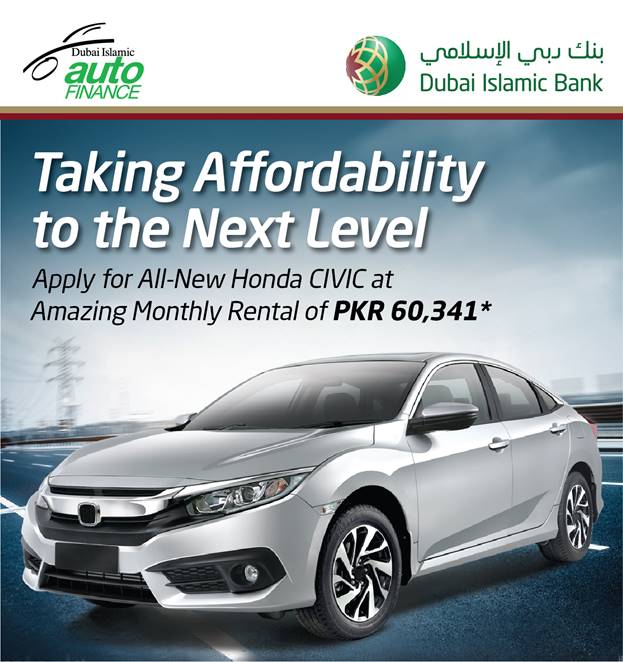 Dubai Islamic
auto
FINANCE
بنك دبي الإسلامي
Dubai Islamic Bank
Taking Affordability
to the Next Level
Apply for All-New Honda CIVIC at
Amazing Monthly Rental of PKR 60,341*